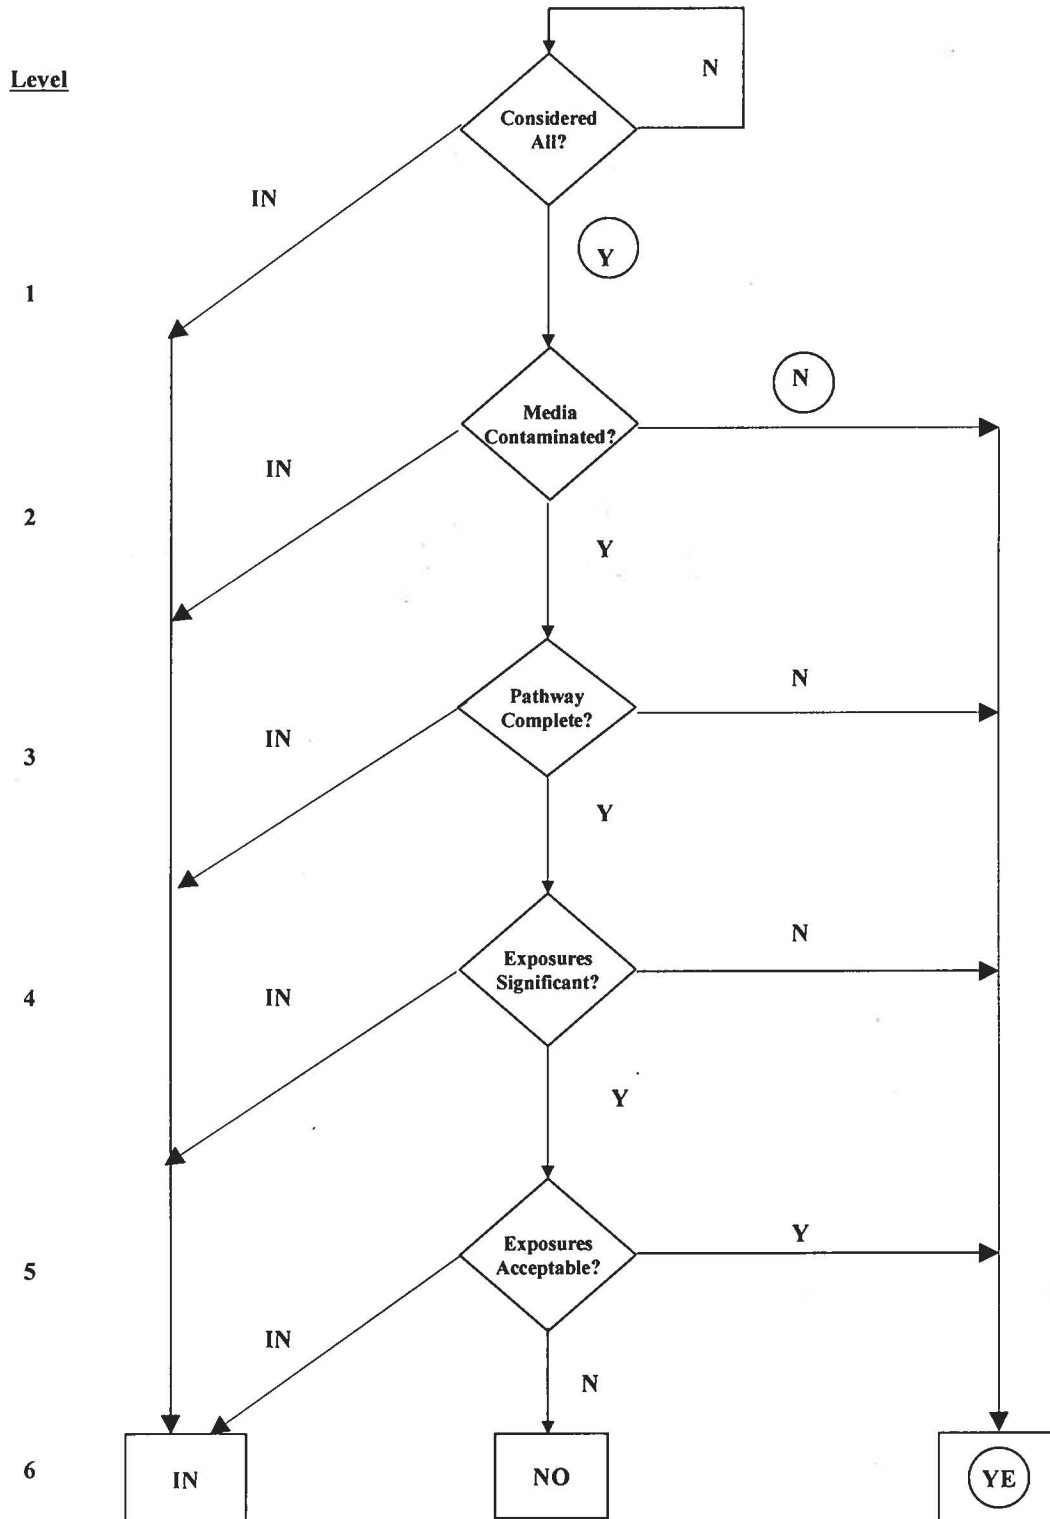 N
Level
Considered
All?
IN
Y
1
N
Media
Contaminated?
IN
2
Y
N
Pathway
Complete?
IN
3
Y
N
Exposures
Significant?
IN
4
Y
Y
Exposures
Acceptable?
5
IN
N
6
IN
NO
YE